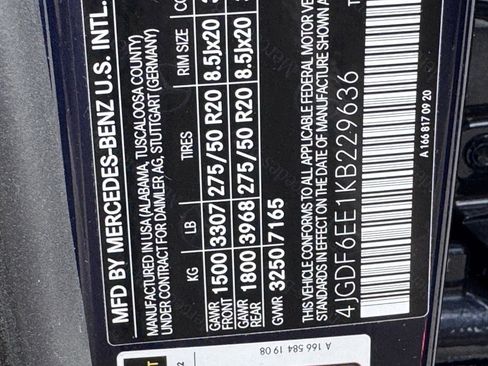 MFD BY MERCEDES-BENZ U.S. INTL.
MANUFACTURED IN USA (ALABAMA, TUSCALOOSA COUNTY)
UNDER CONTRACT FOR DAIMLER AG, STUTTGART (GERMANY)
KG LB TIRES RIM SIZE CO
GAWR FRONT 1500 3307 275/50 R20 8.5Jx20
GAWR REAR 1800 3968 275/50 R20 8.5Jx20
GVWR 3250 7165
THIS VEHICLE CONFORMS TO ALL APPLICABLE FEDERAL MOTOR VE
STANDARDS IN EFFECT ON THE DATE OF MANUFACTURE SHOWN A
4JGDF6EE1KB229636
A 166 817 09 20
A 166 584 19 08